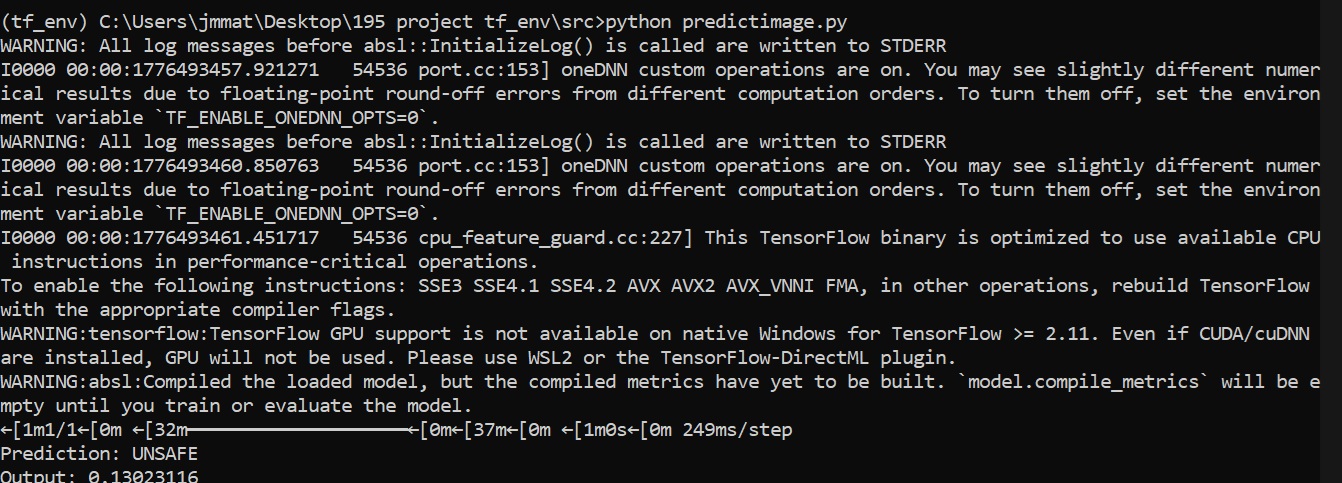 (tf_env) C:\Users\jmmat\Desktop\195 project tf_env\src>python predictimage.py
WARNING: All log messages before absl::InitializeLog() is called are written to STDERR
I0000 00:00:1776493457.921271   54536 port.cc:153] oneDNN custom operations are on. You may see slightly different numer
ical results due to floating-point round-off errors from different computation orders. To turn them off, set the environ
ment variable `TF_ENABLE_ONEDNN_OPTS=0`.
WARNING: All log messages before absl::InitializeLog() is called are written to STDERR
I0000 00:00:1776493460.850763   54536 port.cc:153] oneDNN custom operations are on. You may see slightly different numer
ical results due to floating-point round-off errors from different computation orders. To turn them off, set the environ
ment variable `TF_ENABLE_ONEDNN_OPTS=0`.
I0000 00:00:1776493461.451717   54536 cpu_feature_guard.cc:227] This TensorFlow binary is optimized to use available CPU
 instructions in performance-critical operations.
To enable the following instructions: SSE3 SSE4.1 SSE4.2 AVX AVX2 AVX_VNNI FMA, in other operations, rebuild TensorFlow
with the appropriate compiler flags.
WARNING:tensorflow:TensorFlow GPU support is not available on native Windows for TensorFlow >= 2.11. Even if CUDA/cuDNN
are installed, GPU will not be used. Please use WSL2 or the TensorFlow-DirectML plugin.
WARNING:absl:Compiled the loaded model, but the compiled metrics have yet to be built. `model.compile_metrics` will be e
mpty until you train or evaluate the model.
←[1m1/1←[0m ←[32m━━━━━━━━━━━━━━━━━━━━←[0m←[37m←[0m ←[1m0s←[0m 249ms/step
Prediction: UNSAFE
Output: 0.13023116